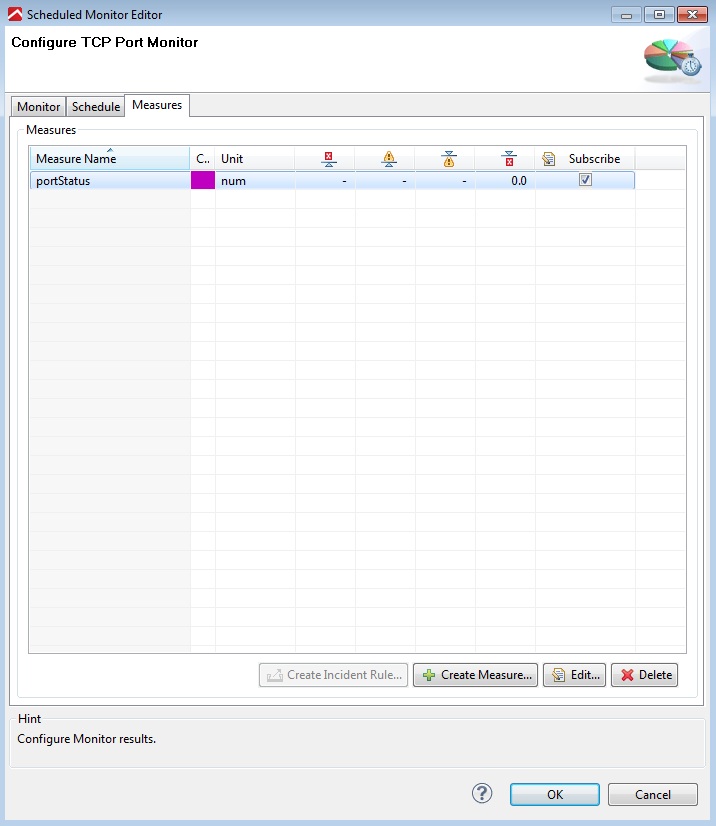 Scheduled Monitor Editor
Configure TCP Port Monitor
Monitor Schedule Measures
Measures
Measure Name C.. Unit Subscribe
portStatus num - - - 0.0
Create Incident Rule... Create Measure... Edit... Delete
Hint
Configure Monitor results.
? OK Cancel